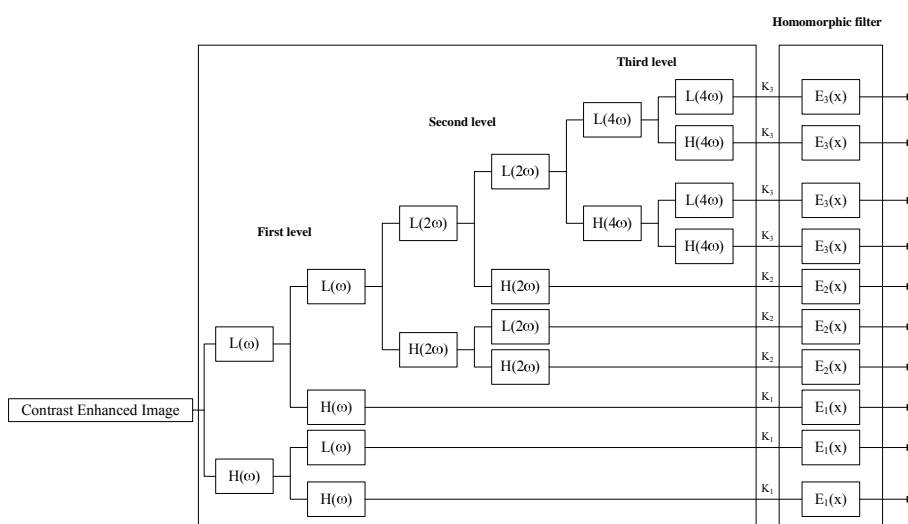 Homomorphic filter
Third level
K₃
L(4ω)
E₃(x)
L(4ω)
Second level
K₃
H(4ω)
E₃(x)
L(2ω)
K₃
L(4ω)
E₃(x)
L(2ω)
H(4ω)
First level
K₃
H(4ω)
E₃(x)
L(ω)
H(2ω)
K₂
E₂(x)
L(2ω)
K₂
E₂(x)
L(ω)
H(2ω)
H(2ω)
K₂
E₂(x)
Contrast Enhanced Image
H(ω)
K₁
E₁(x)
L(ω)
K₁
E₁(x)
H(ω)
H(ω)
K₁
E₁(x)